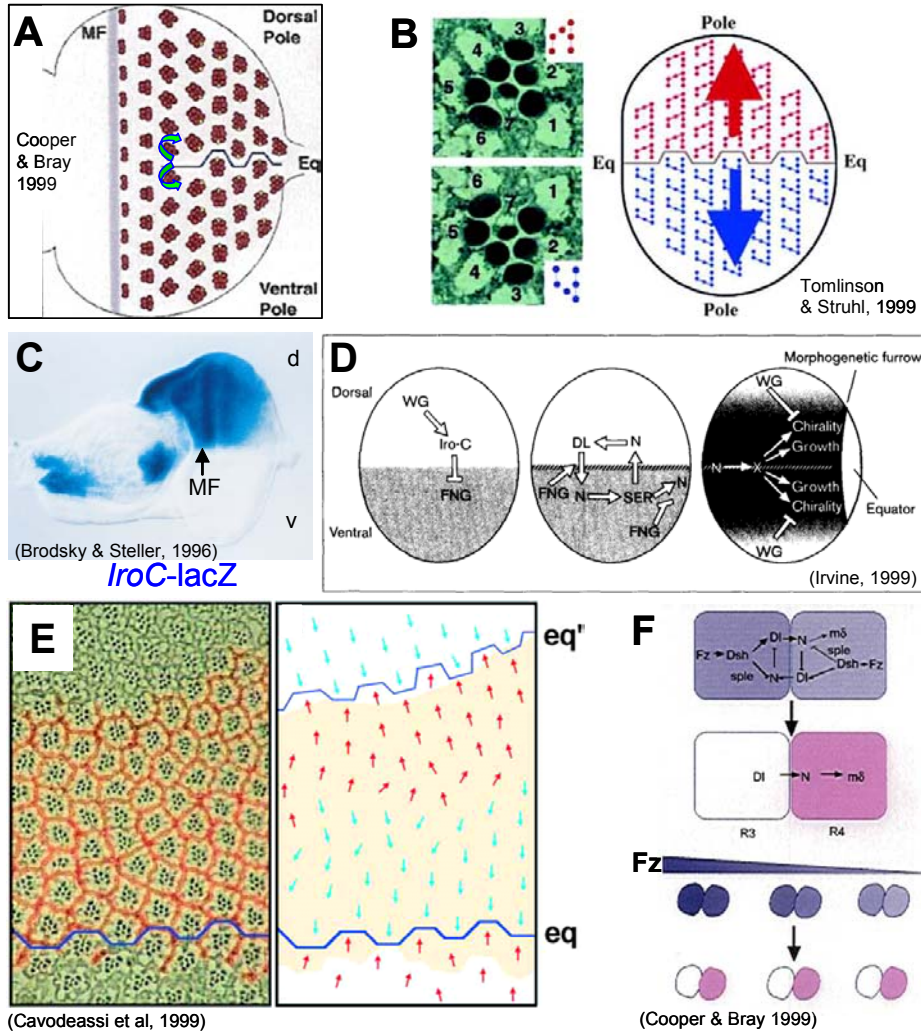 A
MF
Dorsal
Pole
Cooper
& Bray
1999
Eq
Ventral
Pole
B
3
4
2
5
1
6
7
6
7
1
5
2
4
3
Pole
Eq
Eq
Pole
Tomlinson
& Struhl, 1999
C
d
MF
v
(Brodsky & Steller, 1996)
IroC-lacZ
D
Dorsal
Ventral
WG
Iro-C
FNG
DL
N
FNG
N
SER
N
FNG
Morphogenetic furrow
WG
Chirality
Growth
N
X
Growth
Chirality
WG
Equator
(Irvine, 1999)
E
eq"
eq
(Cavodeassi et al, 1999)
F
Fz
Dsh
Dl
N
mδ
sple
Dsh
Fz
sple
N
Dl
Dl
N
mδ
R3
R4
Fz
(Cooper & Bray 1999)